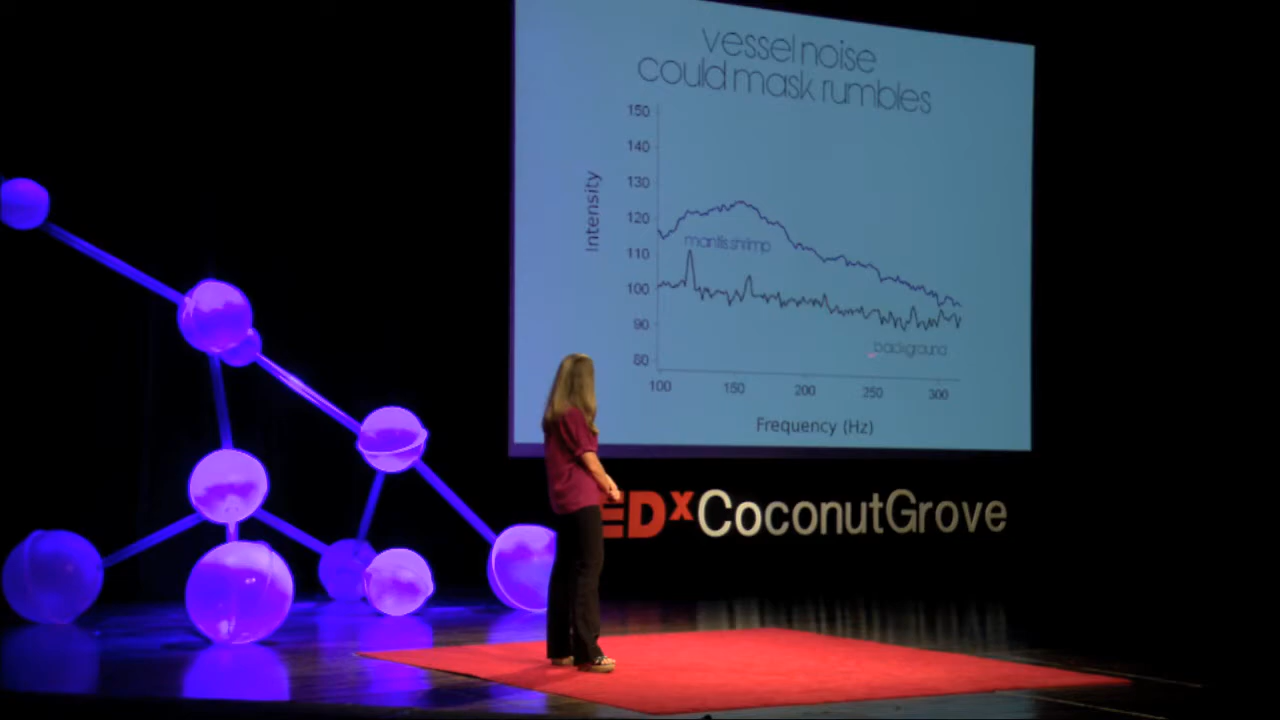 vessel noise
could mask rumbles
150
140
130
120
110
100
90
80
Intensity
mantis shrimp
background
100 150 200 250 300
Frequency (Hz)
EDx CoconutGrove